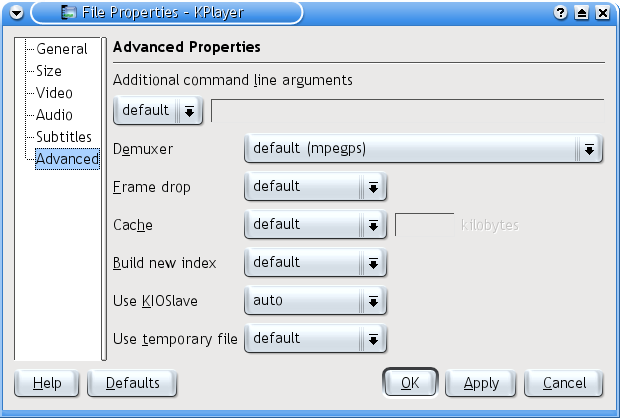 File Properties - KPlayer
General
Size
Video
Audio
Subtitles
Advanced
Advanced Properties
Additional command line arguments
default
Demuxer default (mpegps)
Frame drop default
Cache default kilobytes
Build new index default
Use KIOSlave auto
Use temporary file default
Help Defaults OK Apply Cancel